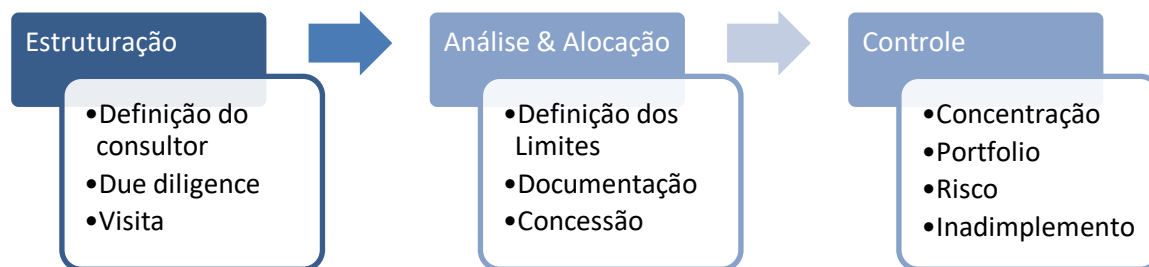 Estruturação
•Definição do
consultor
•Due diligence
•Visita
Análise & Alocação
•Definição dos
Limites
•Documentação
•Concessão
Controle
•Concentração
•Portfolio
•Risco
•Inadimplemento